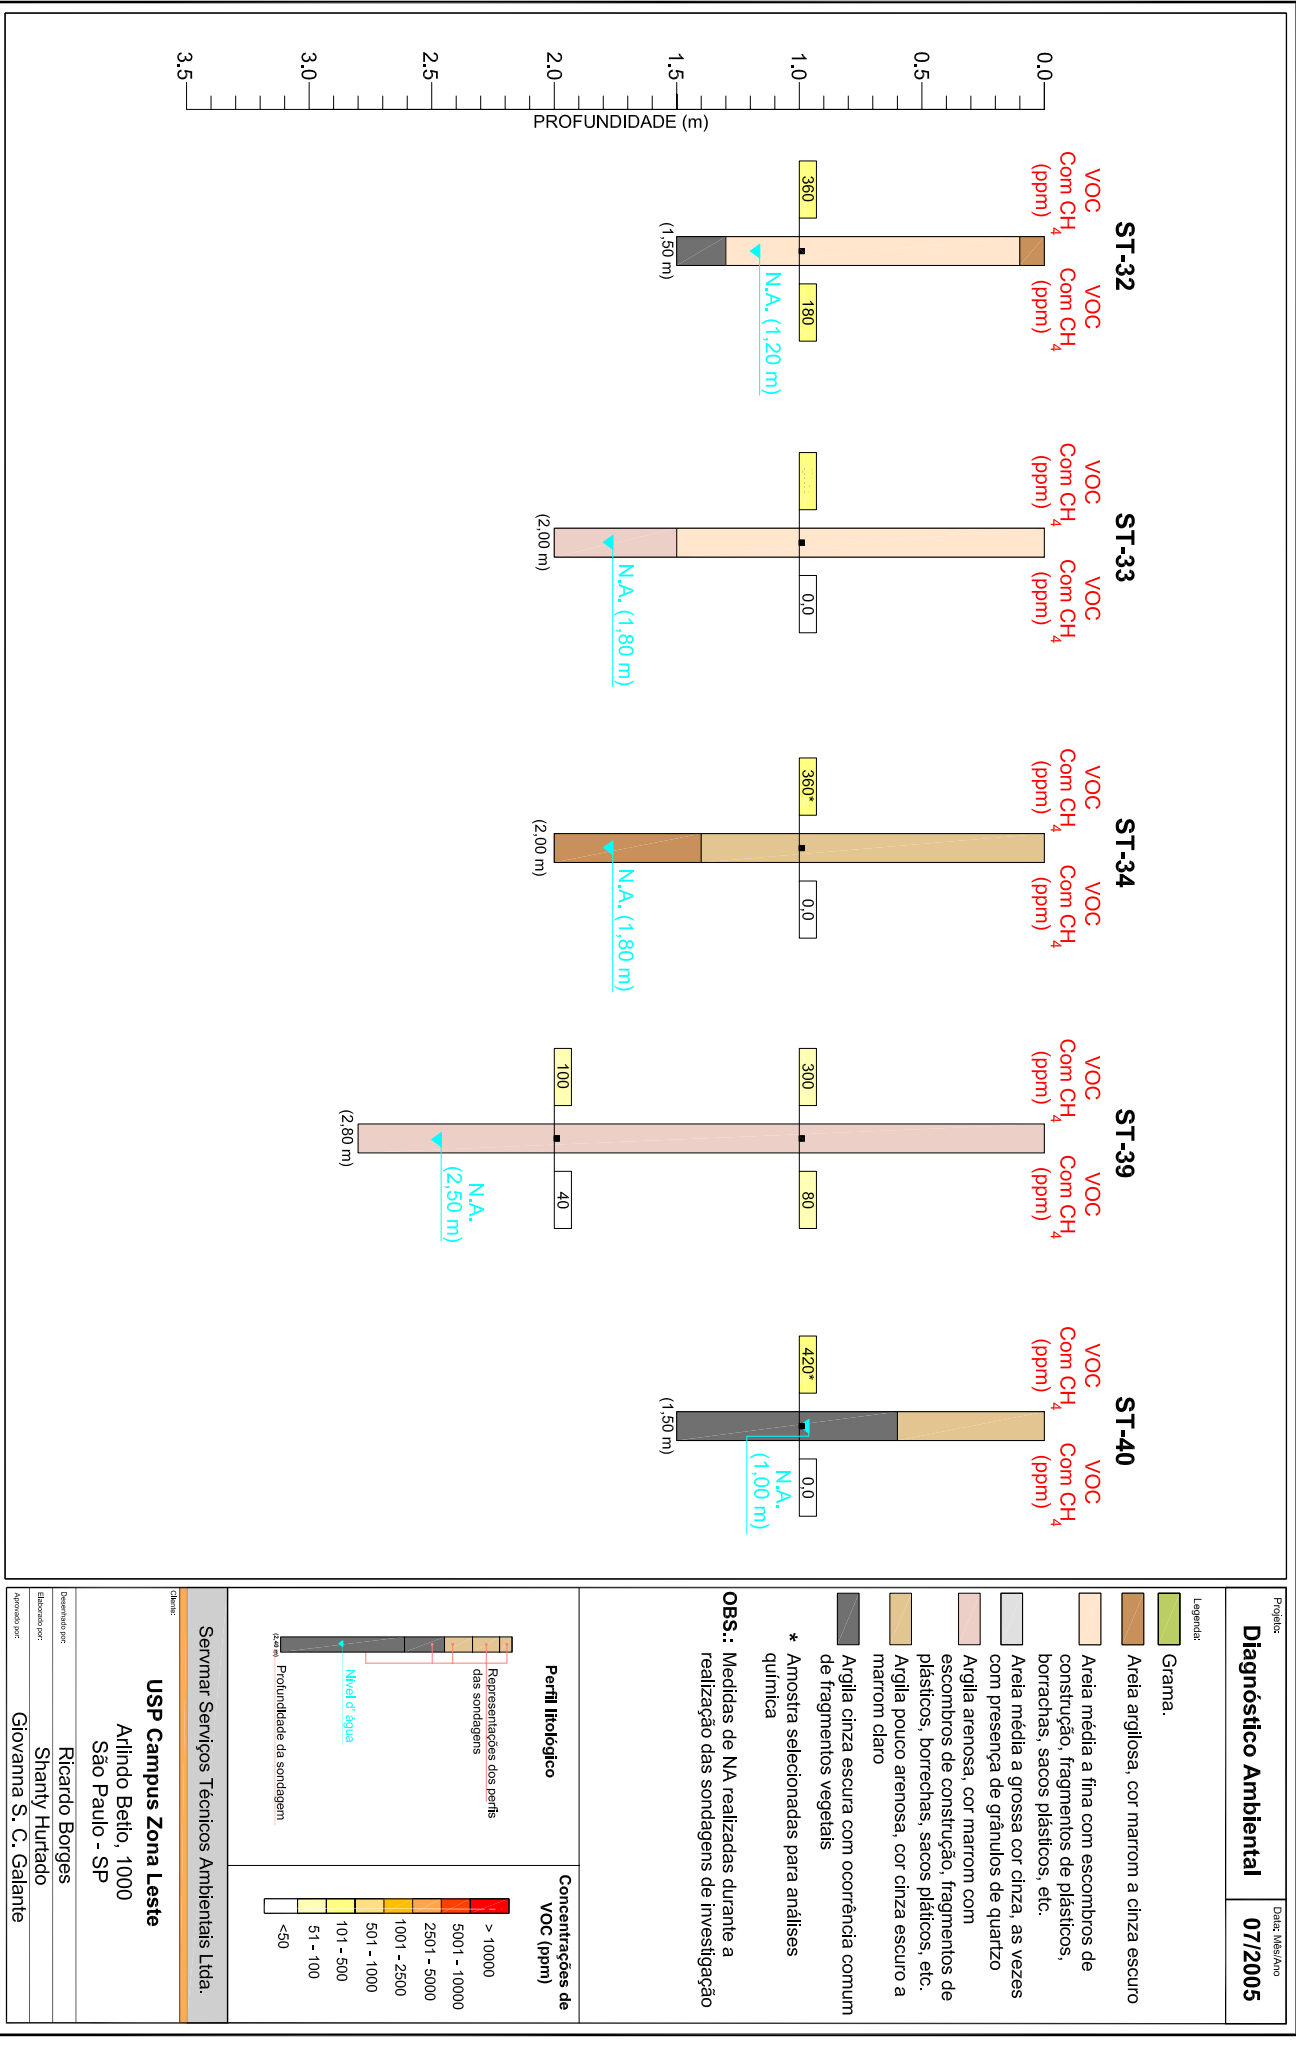 ST-32
VOC
Com CH4
(ppm)
VOC
Com CH4
(ppm)
360
180
N.A. (1,20 m)
(1,50 m)
ST-33
VOC
Com CH4
(ppm)
VOC
Com CH4
(ppm)
0,0
N.A. (1,80 m)
(2,00 m)
ST-34
VOC
Com CH4
(ppm)
VOC
Com CH4
(ppm)
360*
0,0
N.A. (1,80 m)
(2,00 m)
ST-39
VOC
Com CH4
(ppm)
VOC
Com CH4
(ppm)
300
80
100
40
N.A.
(2,50 m)
(2,80 m)
ST-40
VOC
Com CH4
(ppm)
VOC
Com CH4
(ppm)
420*
0,0
N.A.
(1,00 m)
(1,50 m)
0.0
0.5
1.0
1.5
2.0
2.5
3.0
3.5
PROFUNDIDADE (m)
Projeto:
Diagnóstico Ambiental
Data: Mês/Ano
07/2005
Legenda:
Grama.
Areia argilosa, cor marrom a cinza escuro
Areia média a fina com escombros de
construção, fragmentos de plásticos,
borrachas, sacos plásticos, etc.
Areia média a grossa cor cinza, as vezes
com presença de grânulos de quartzo
Argila arenosa, cor marrom com
escombros de construção, fragmentos de
plásticos, borrechas, sacos pláticos, etc.
Argila pouco arenosa, cor cinza escuro a
marrom claro
Argila cinza escura com ocorrência comum
de fragmentos vegetais
* Amostra selecionadas para análises
química
OBS.: Medidas de NA realizadas durante a
realização das sondagens de investigação
Perfil litológico
Representações dos perfis
das sondagens
Nível d' água
Profundidade da sondagem
(2,40 m)
Concentrações de
VOC (ppm)
> 10000
5001 - 10000
2501 - 5000
1001 - 2500
501 - 1000
101 - 500
51 - 100
<50
Servmar Serviços Técnicos Ambientais Ltda.
Cliente:
USP Campus Zona Leste
Arlindo Betio, 1000
São Paulo - SP
Desenhado por:
Ricardo Borges
Elaborado por:
Shanty Hurtado
Aprovado por:
Giovanna S. C. Galante